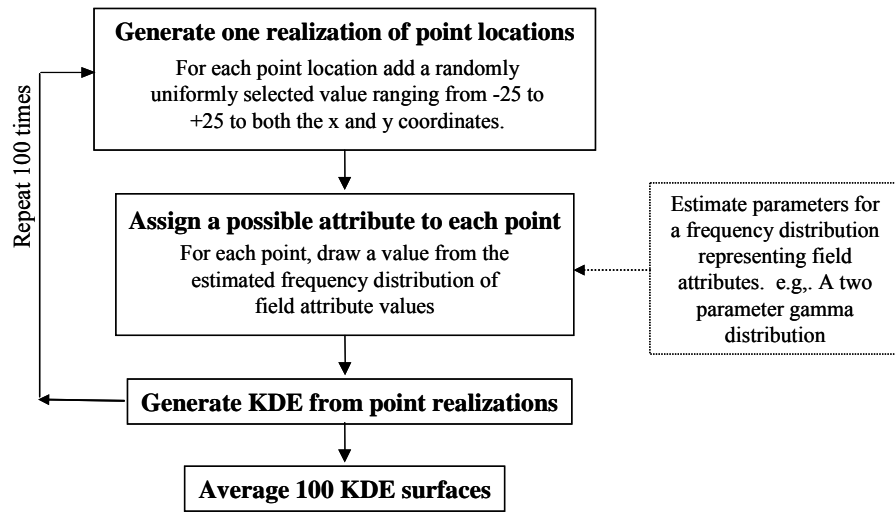 Generate one realization of point locations
For each point location add a randomly
uniformly selected value ranging from -25 to
+25 to both the x and y coordinates.
Repeat 100 times
Assign a possible attribute to each point
For each point, draw a value from the
estimated frequency distribution of
field attribute values
Estimate parameters for
a frequency distribution
representing field
attributes.  e.g,. A two
parameter gamma
distribution
Generate KDE from point realizations
Average 100 KDE surfaces